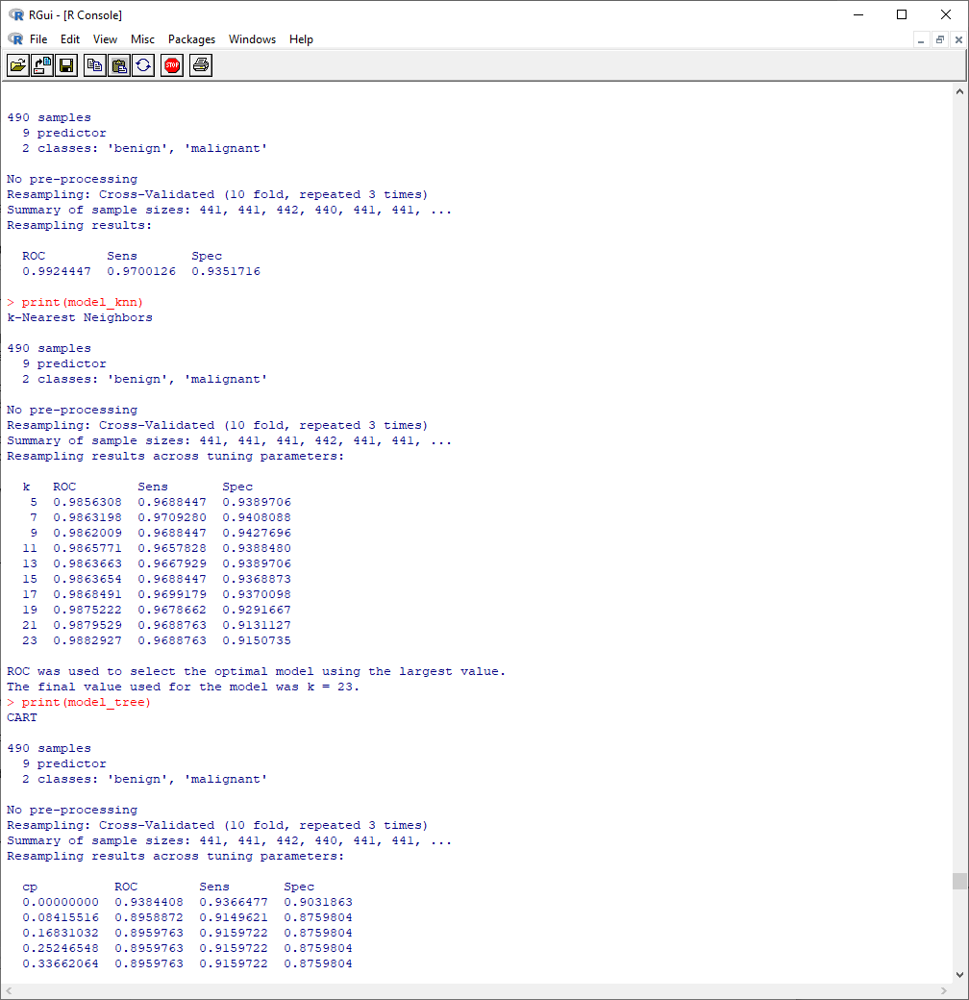 RGui - [R Console]
File Edit View Misc Packages Windows Help
STOP
490 samples
  9 predictor
  2 classes: 'benign', 'malignant'
No pre-processing
Resampling: Cross-Validated (10 fold, repeated 3 times)
Summary of sample sizes: 441, 441, 442, 440, 441, 441, ...
Resampling results:
  ROC        Sens       Spec
  0.9924447  0.9700126  0.9351716
> print(model_knn)
k-Nearest Neighbors
490 samples
  9 predictor
  2 classes: 'benign', 'malignant'
No pre-processing
Resampling: Cross-Validated (10 fold, repeated 3 times)
Summary of sample sizes: 441, 441, 441, 442, 441, 441, ...
Resampling results across tuning parameters:
  k   ROC        Sens       Spec
   5  0.9856308  0.9688447  0.9389706
   7  0.9863198  0.9709280  0.9408088
   9  0.9862009  0.9688447  0.9427696
  11  0.9865771  0.9657828  0.9388480
  13  0.9863663  0.9667929  0.9389706
  15  0.9863654  0.9688447  0.9368873
  17  0.9868491  0.9699179  0.9370098
  19  0.9875222  0.9678662  0.9291667
  21  0.9879529  0.9688763  0.9131127
  23  0.9882927  0.9688763  0.9150735
ROC was used to select the optimal model using the largest value.
The final value used for the model was k = 23.
> print(model_tree)
CART
490 samples
  9 predictor
  2 classes: 'benign', 'malignant'
No pre-processing
Resampling: Cross-Validated (10 fold, repeated 3 times)
Summary of sample sizes: 441, 441, 442, 440, 441, 441, ...
Resampling results across tuning parameters:
  cp          ROC        Sens       Spec
  0.00000000  0.9384408  0.9366477  0.9031863
  0.08415516  0.8958872  0.9149621  0.8759804
  0.16831032  0.8959763  0.9159722  0.8759804
  0.25246548  0.8959763  0.9159722  0.8759804
  0.33662064  0.8959763  0.9159722  0.8759804